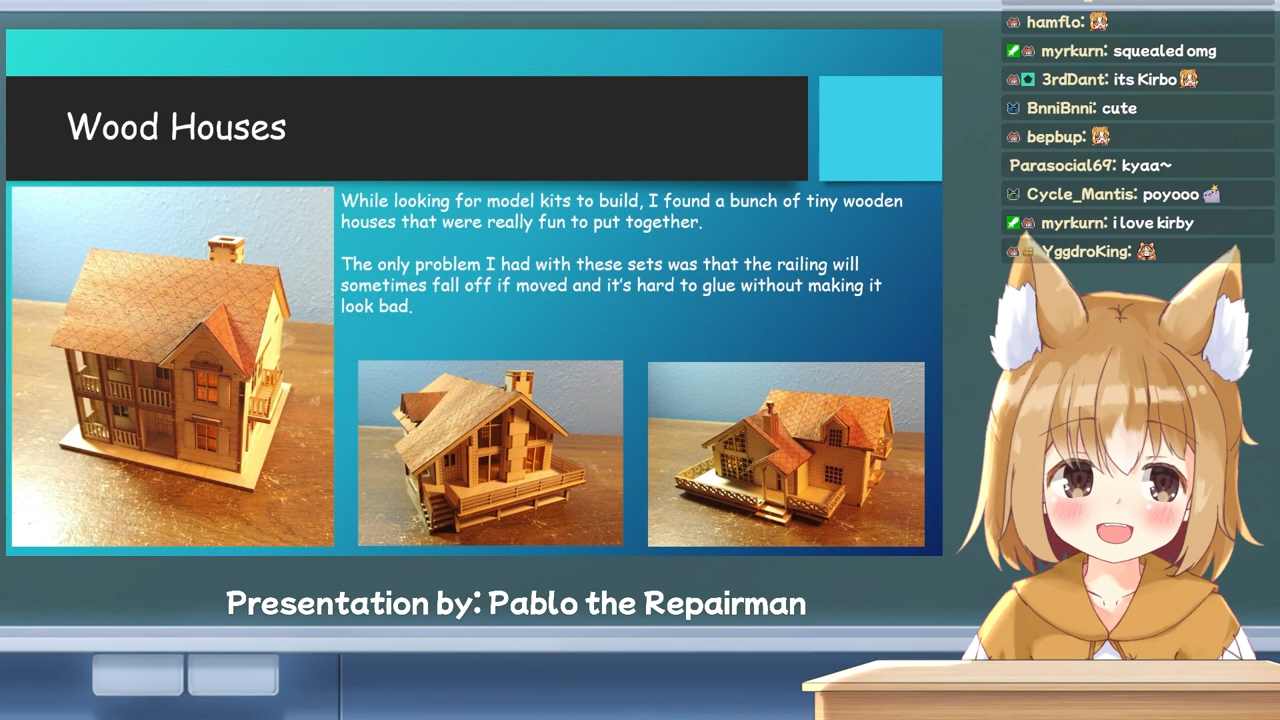 Wood Houses
While looking for model kits to build, I found a bunch of tiny wooden
houses that were really fun to put together.
The only problem I had with these sets was that the railing will
sometimes fall off if moved and it's hard to glue without making it
look bad.
Presentation by: Pablo the Repairman
hamflo:
myrkurn: squealed omg
3rdDant: its Kirbo
BnniBnni: cute
bepbup:
Parasocial69: kyaa~
Cycle_Mantis: poyooo
myrkurn: i love kirby
YggdroKing: